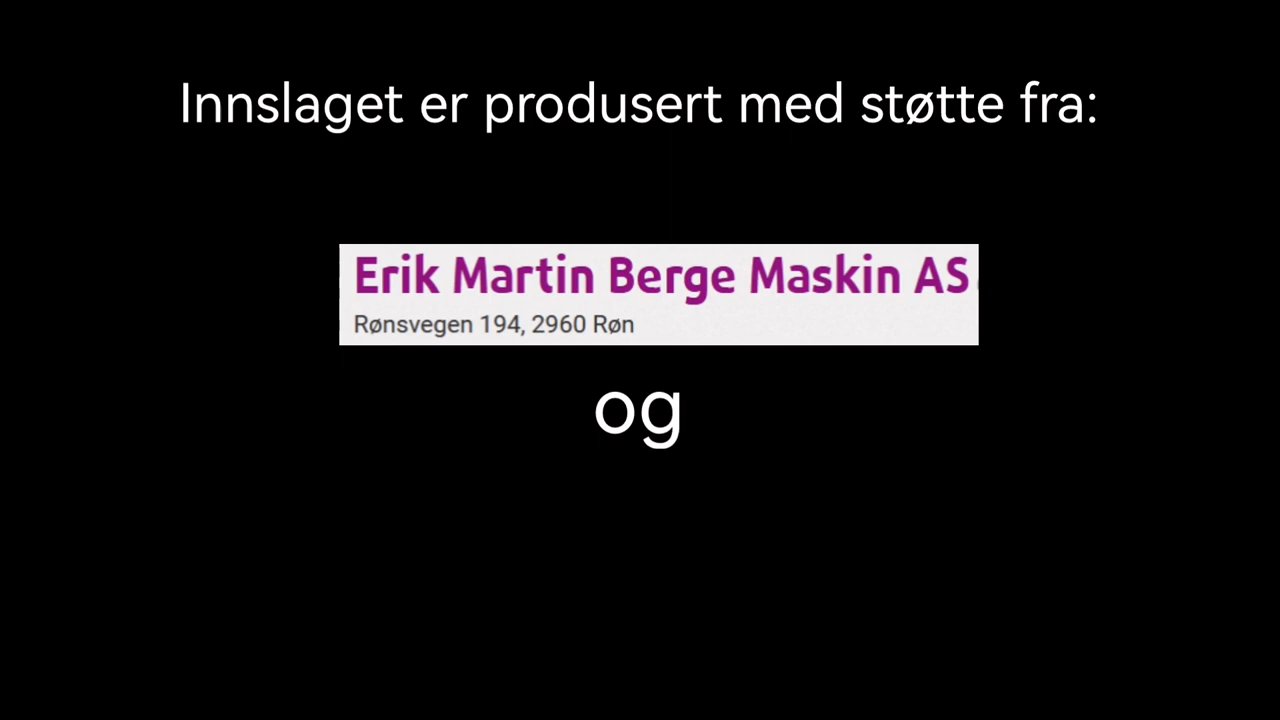 Innslaget er produsert med støtte fra:
Erik Martin Berge Maskin AS
Rønsvegen 194, 2960 Røn
og